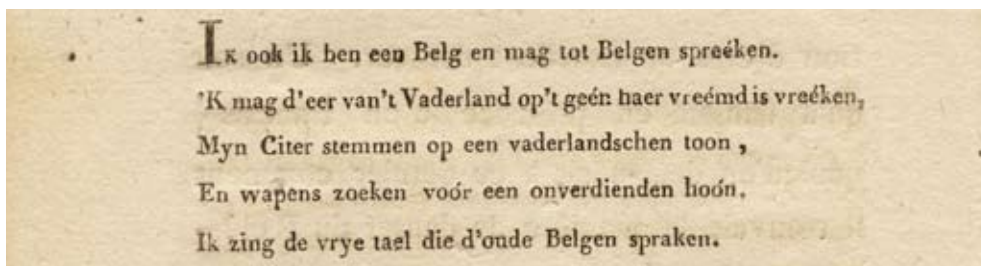 Ik ook ik ben een Belg en mag tot Belgen spreéken.
'K mag d'eer van't Vaderland op't geén haer vreémd is vreéken,
Myn Citer stemmen op een vaderlandschen toon,
En wapens zoeken voór een onverdienden hoón.
Ik zing de vrye tael die d'oude Belgen spraken.